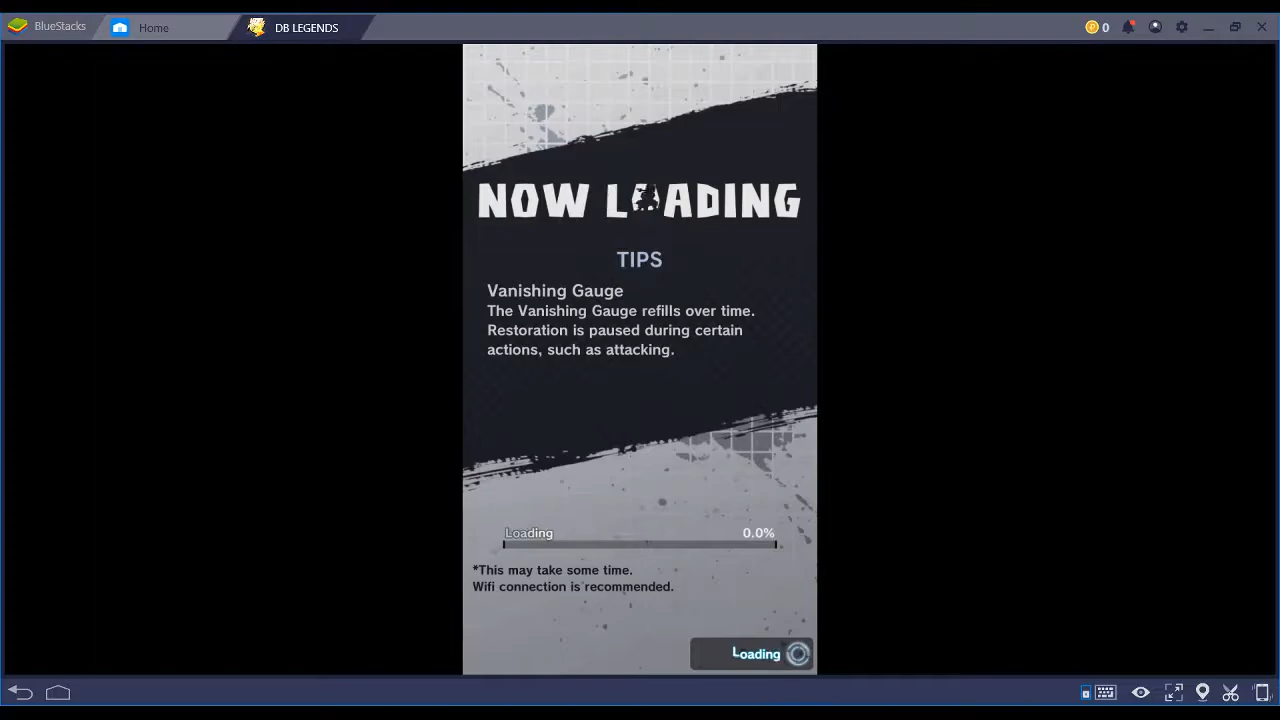 BlueStacks
Home
DB LEGENDS
0
NOW LOADING
TIPS
Vanishing Gauge
The Vanishing Gauge refills over time.
Restoration is paused during certain
actions, such as attacking.
Loading 0.0%
*This may take some time.
Wifi connection is recommended.
Loading